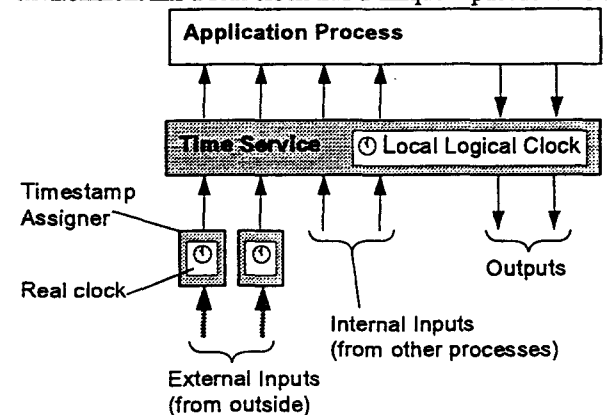 Application Process
Time Service
Local Logical Clock
Timestamp
Assigner
Real clock
Outputs
Internal Inputs
(from other processes)
External Inputs
(from outside)